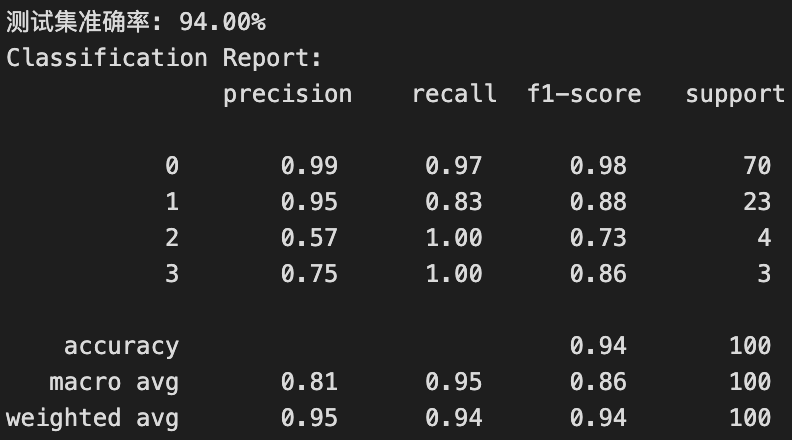 测试集准确率: 94.00%
Classification Report:
precision recall f1-score support
0 0.99 0.97 0.98 70
1 0.95 0.83 0.88 23
2 0.57 1.00 0.73 4
3 0.75 1.00 0.86 3
accuracy 0.94 100
macro avg 0.81 0.95 0.86 100
weighted avg 0.95 0.94 0.94 100